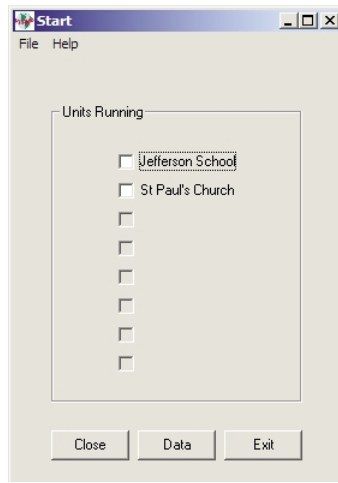 Start
File Help
Units Running
Jefferson School
St Paul's Church
Close Data Exit